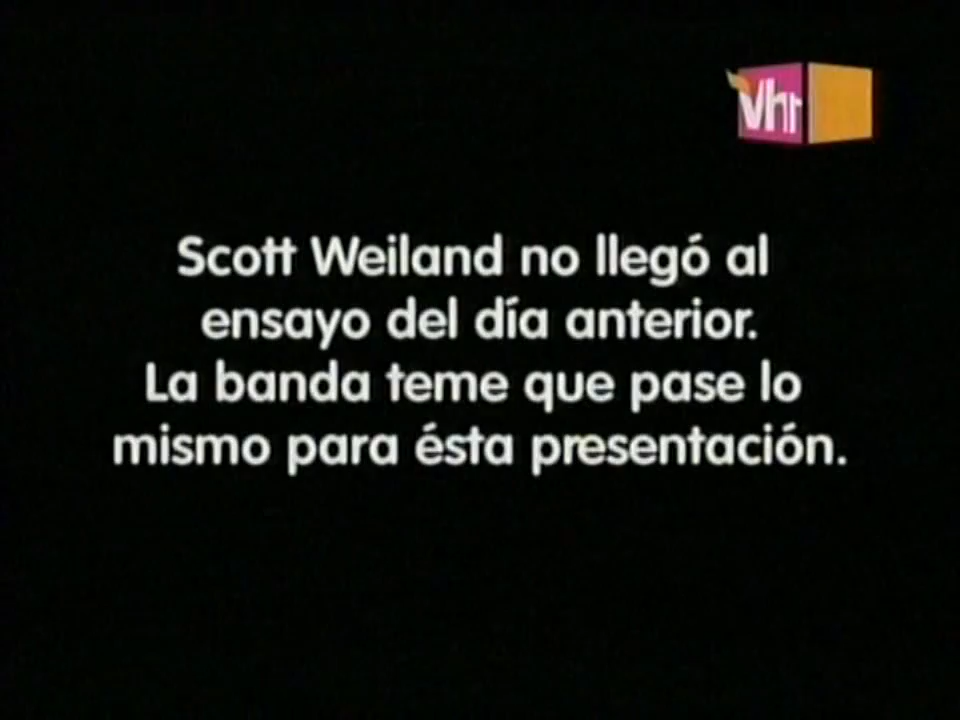 vh1
Scott Weiland no llegó al
ensayo del día anterior.
La banda teme que pase lo
mismo para ésta presentación.